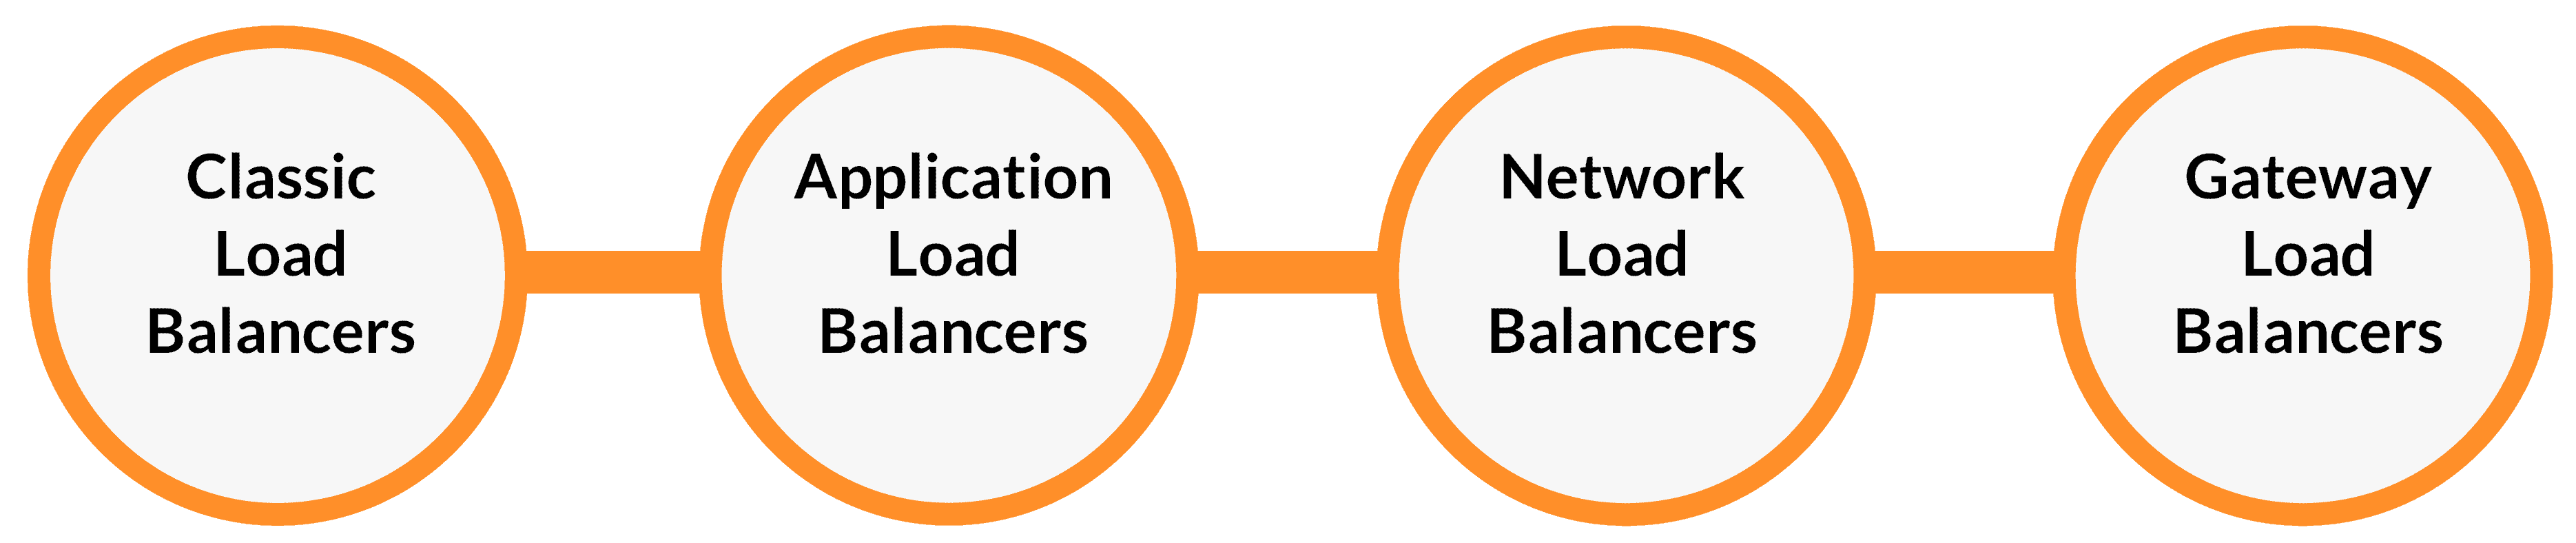 Classic
Load
Balancers
Application
Load
Balancers
Network
Load
Balancers
Gateway
Load
Balancers